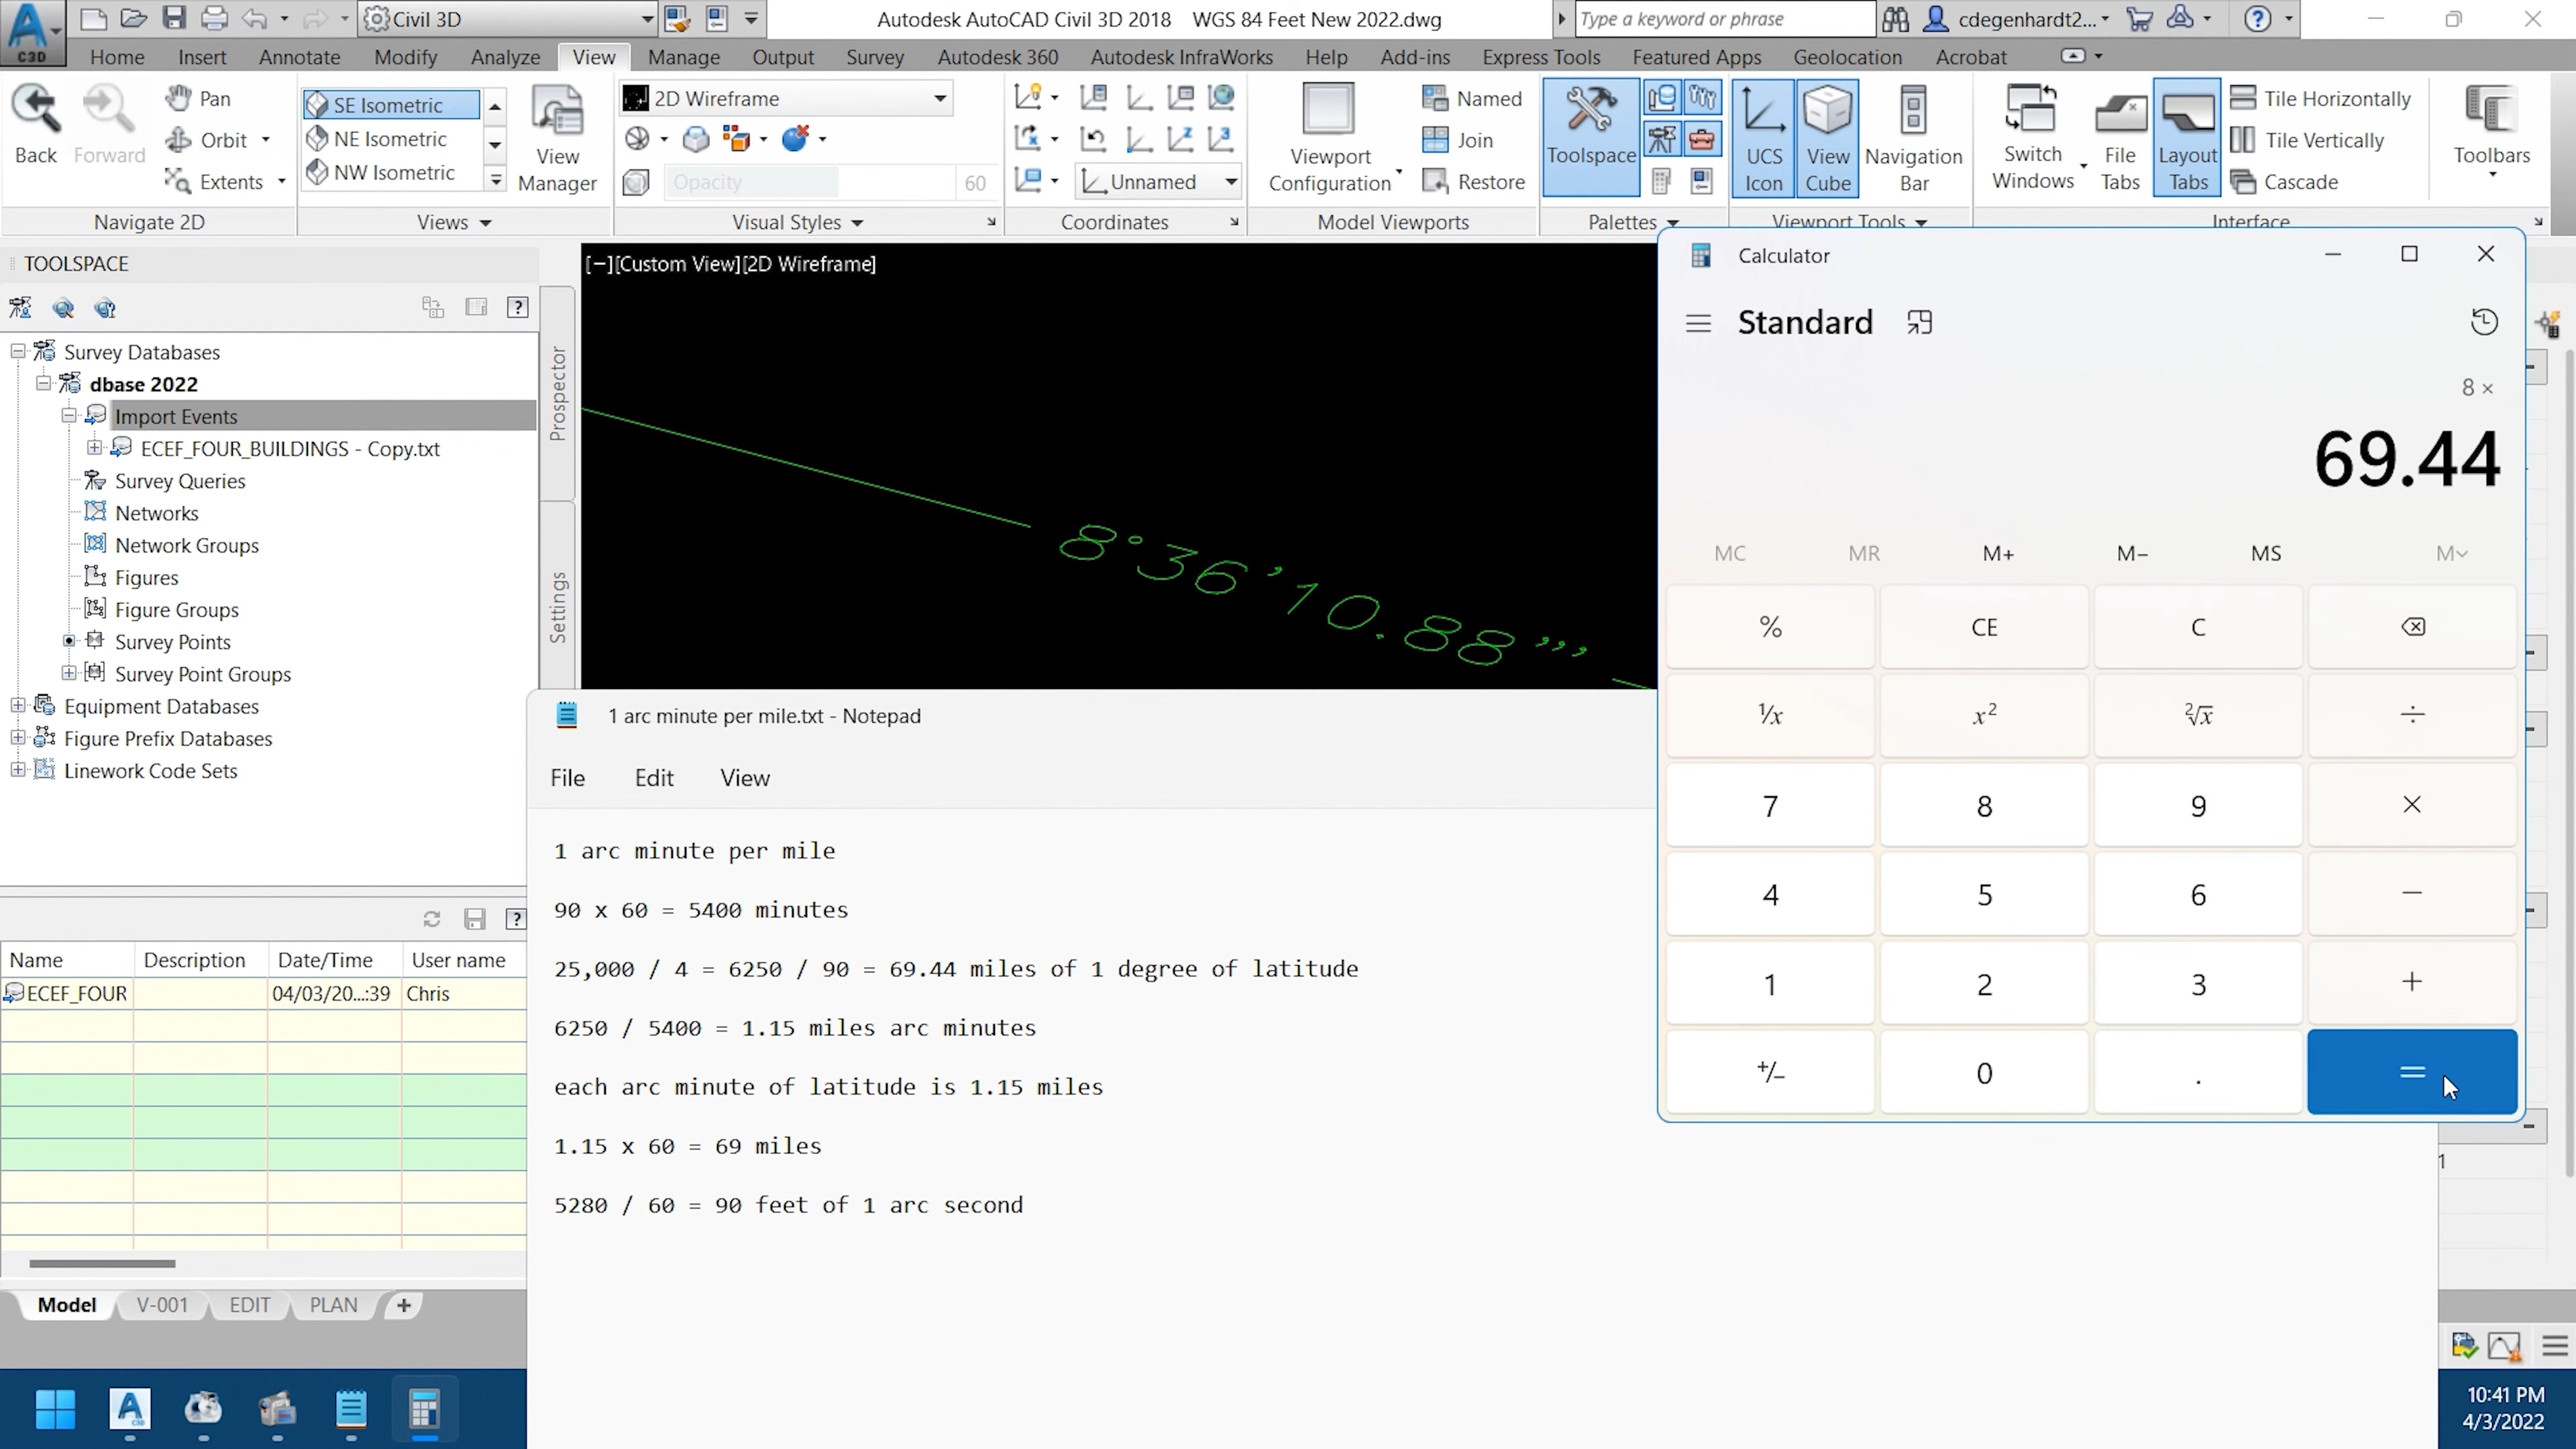 Civil 3D
Autodesk AutoCAD Civil 3D 2018 WGS 84 Feet New 2022.dwg
Type a keyword or phrase
cdegenhardt2...
C3D
Home Insert Annotate Modify Analyze View Manage Output Survey Autodesk 360 Autodesk InfraWorks Help Add-ins Express Tools Featured Apps Geolocation Acrobat
Back
Forward
Pan
Orbit
Extents
Navigate 2D
SE Isometric
NE Isometric
NW Isometric
View
Manager
Views
2D Wireframe
Opacity 60
Visual Styles
Unnamed
Coordinates
Viewport
Configuration
Named
Join
Restore
Model Viewports
Toolspace
Palettes
UCS
Icon
View
Cube
Navigation
Bar
Viewport Tools
Switch
Windows
File
Tabs
Layout
Tabs
Tile Horizontally
Tile Vertically
Cascade
Interface
Toolbars
TOOLSPACE
Survey Databases
dbase 2022
Import Events
ECEF_FOUR_BUILDINGS - Copy.txt
Survey Queries
Networks
Network Groups
Figures
Figure Groups
Survey Points
Survey Point Groups
Equipment Databases
Figure Prefix Databases
Linework Code Sets
Prospector
Settings
Name Description Date/Time User name
ECEF_FOUR 04/03/20...:39 Chris
[−][Custom View][2D Wireframe]
8°36'10.88"'
1 arc minute per mile.txt - Notepad
File Edit View
1 arc minute per mile
90 x 60 = 5400 minutes
25,000 / 4 = 6250 / 90 = 69.44 miles of 1 degree of latitude
6250 / 5400 = 1.15 miles arc minutes
each arc minute of latitude is 1.15 miles
1.15 x 60 = 69 miles
5280 / 60 = 90 feet of 1 arc second
Calculator
Standard
8 ×
69.44
MC MR M+ M− MS M˅
% CE C
¹/x x² ²√x ÷
7 8 9 ×
4 5 6 −
1 2 3 +
+/− 0 . =
1
Model V-001 EDIT PLAN +
10:41 PM
4/3/2022